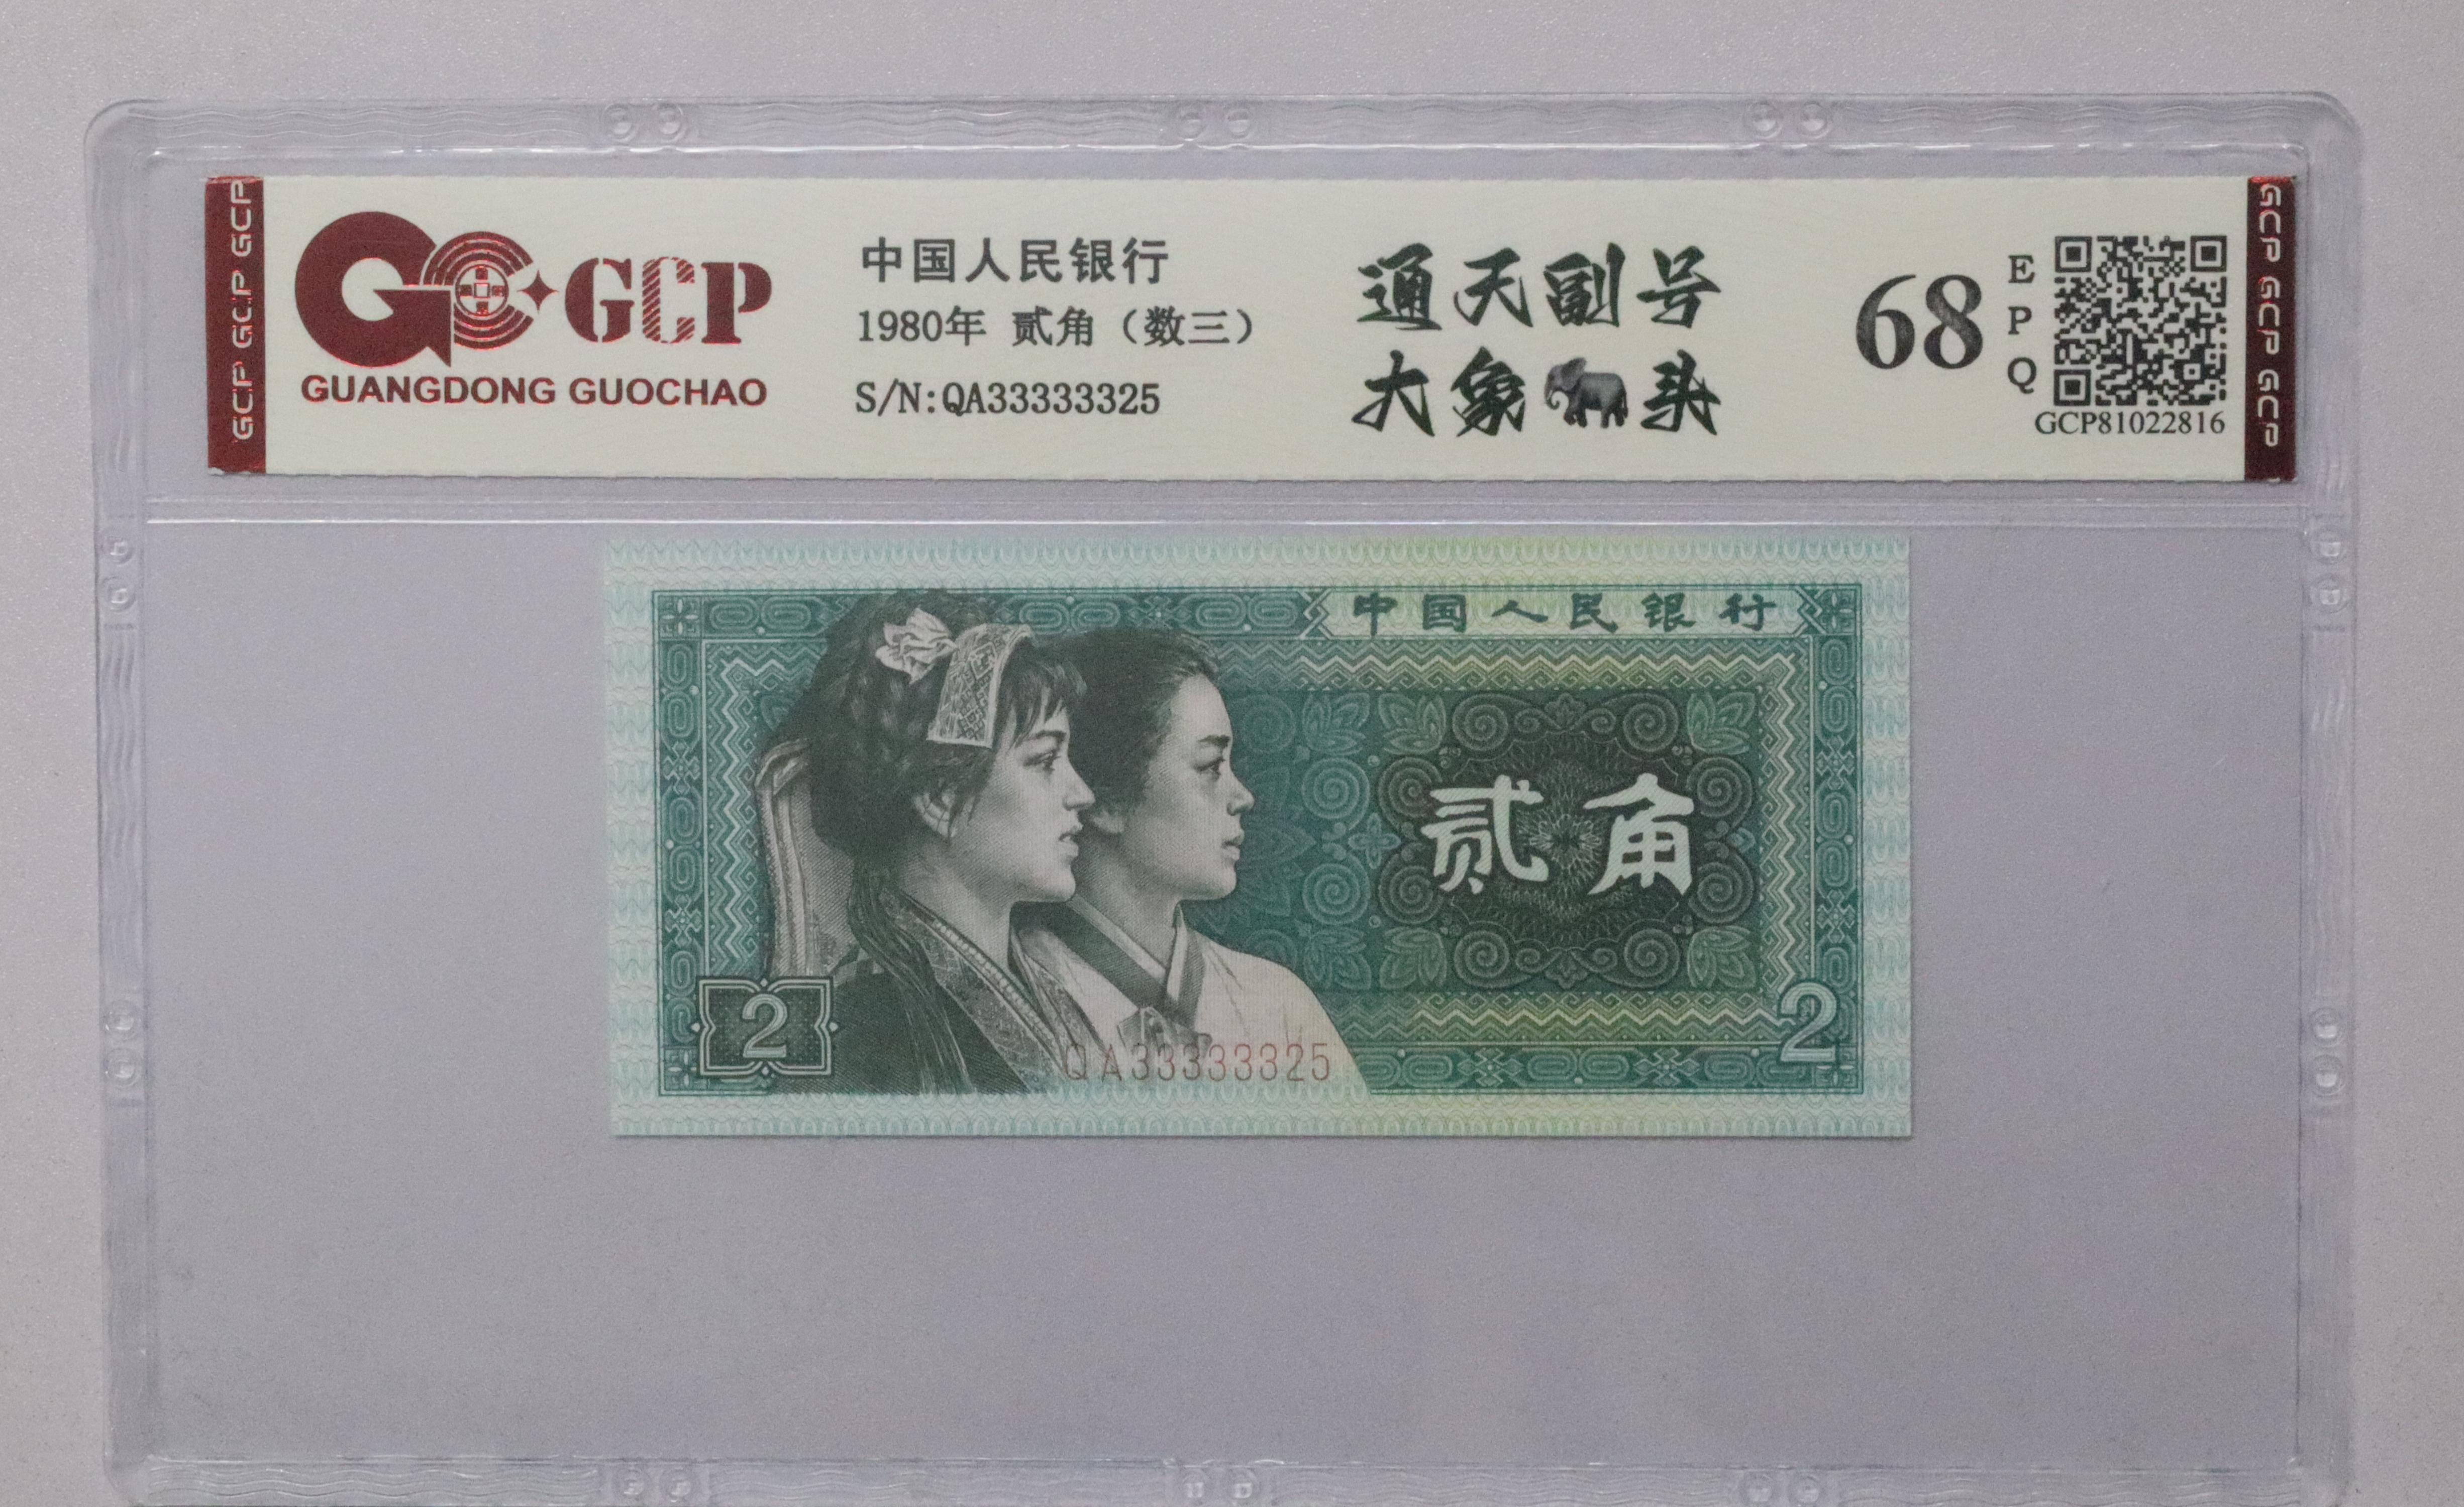 GCP GCP GCP
GC GCP
GUANGDONG GUOCHAO
中国人民银行
1980年 贰角（数三）
S/N:QA33333325
通天副号
大象头
68
EPQ
GCP81022816
GCP GCP GCP
中国人民银行
贰角
2
QA33333325
2